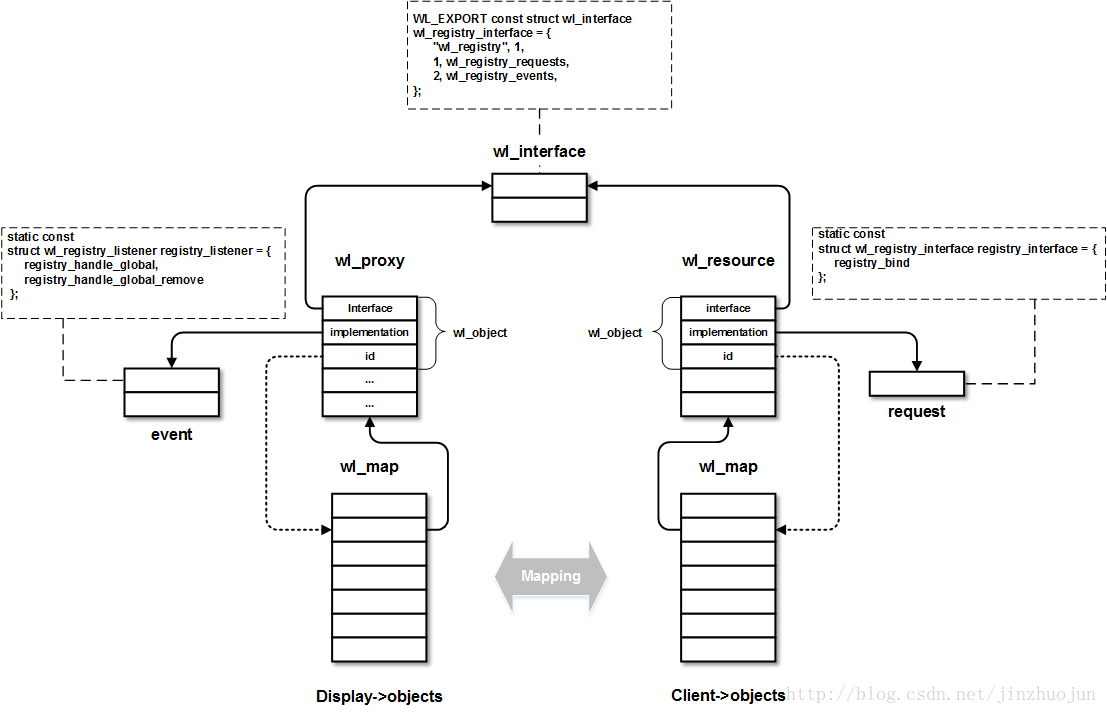 WL_EXPORT const struct wl_interface
wl_registry_interface = {
"wl_registry", 1,
1, wl_registry_requests,
2, wl_registry_events,
};
wl_interface
static const
struct wl_registry_listener registry_listener = {
registry_handle_global,
registry_handle_global_remove
};
static const
struct wl_registry_interface registry_interface = {
registry_bind
};
wl_proxy
wl_resource
Interface
implementation
id
...
...
wl_object
wl_object
interface
implementation
id
event
request
wl_map
wl_map
Mapping
Display->objects
Client->objects
http://blog.csdn.net/jinzhuojun